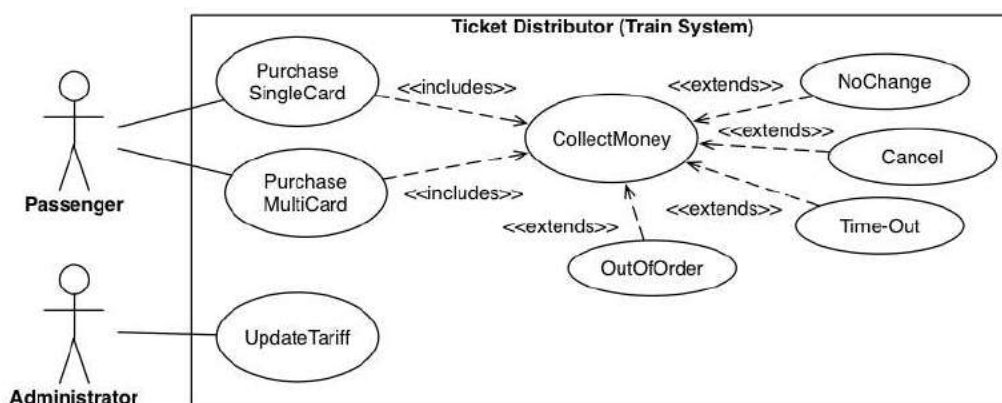 Ticket Distributor (Train System)
Purchase
SingleCard
<<includes>>
<<extends>>
NoChange
CollectMoney
<<extends>>
Cancel
Passenger
Purchase
MultiCard
<<includes>>
<<extends>>
Time-Out
<<extends>>
OutOfOrder
UpdateTariff
Administrator